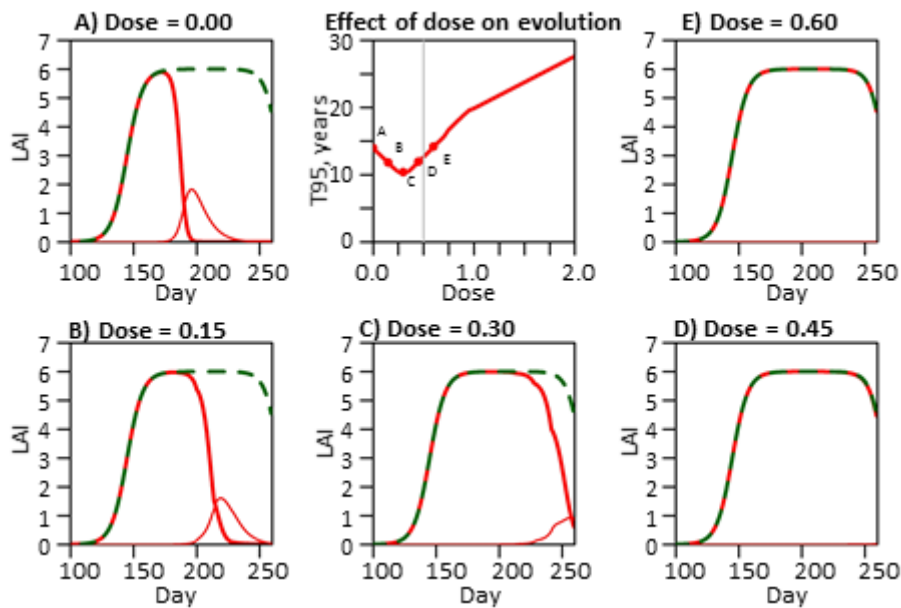 A) Dose = 0.00
7
6
5
4
3
2
1
0
LAI
100 150 200 250
Day
Effect of dose on evolution
30
20
10
0
T95, years
A
B
C
D
E
0.0 1.0 2.0
Dose
E) Dose = 0.60
7
6
5
4
3
2
1
0
LAI
100 150 200 250
Day
B) Dose = 0.15
7
6
5
4
3
2
1
0
LAI
100 150 200 250
Day
C) Dose = 0.30
7
6
5
4
3
2
1
0
LAI
100 150 200 250
Day
D) Dose = 0.45
7
6
5
4
3
2
1
0
LAI
100 150 200 250
Day